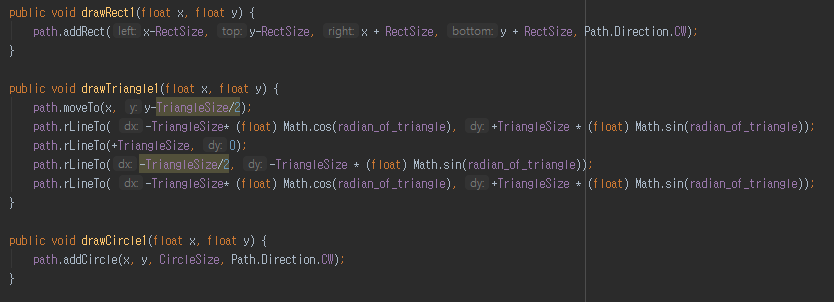 public void drawRect1(float x, float y) {
path.addRect( left: x-RectSize, top: y-RectSize, right: x + RectSize, bottom: y + RectSize, Path.Direction.CW);
}
public void drawTriangle1(float x, float y) {
path.moveTo(x, y: y-TriangleSize/2);
path.rLineTo( dx: -TriangleSize* (float) Math.cos(radian_of_triangle), dy: +TriangleSize * (float) Math.sin(radian_of_triangle));
path.rLineTo(+TriangleSize, dy: 0);
path.rLineTo( dx: -TriangleSize/2, dy: -TriangleSize * (float) Math.sin(radian_of_triangle));
path.rLineTo( dx: -TriangleSize* (float) Math.cos(radian_of_triangle), dy: +TriangleSize * (float) Math.sin(radian_of_triangle));
}
public void drawCircle1(float x, float y) {
path.addCircle(x, y, CircleSize, Path.Direction.CW);
}